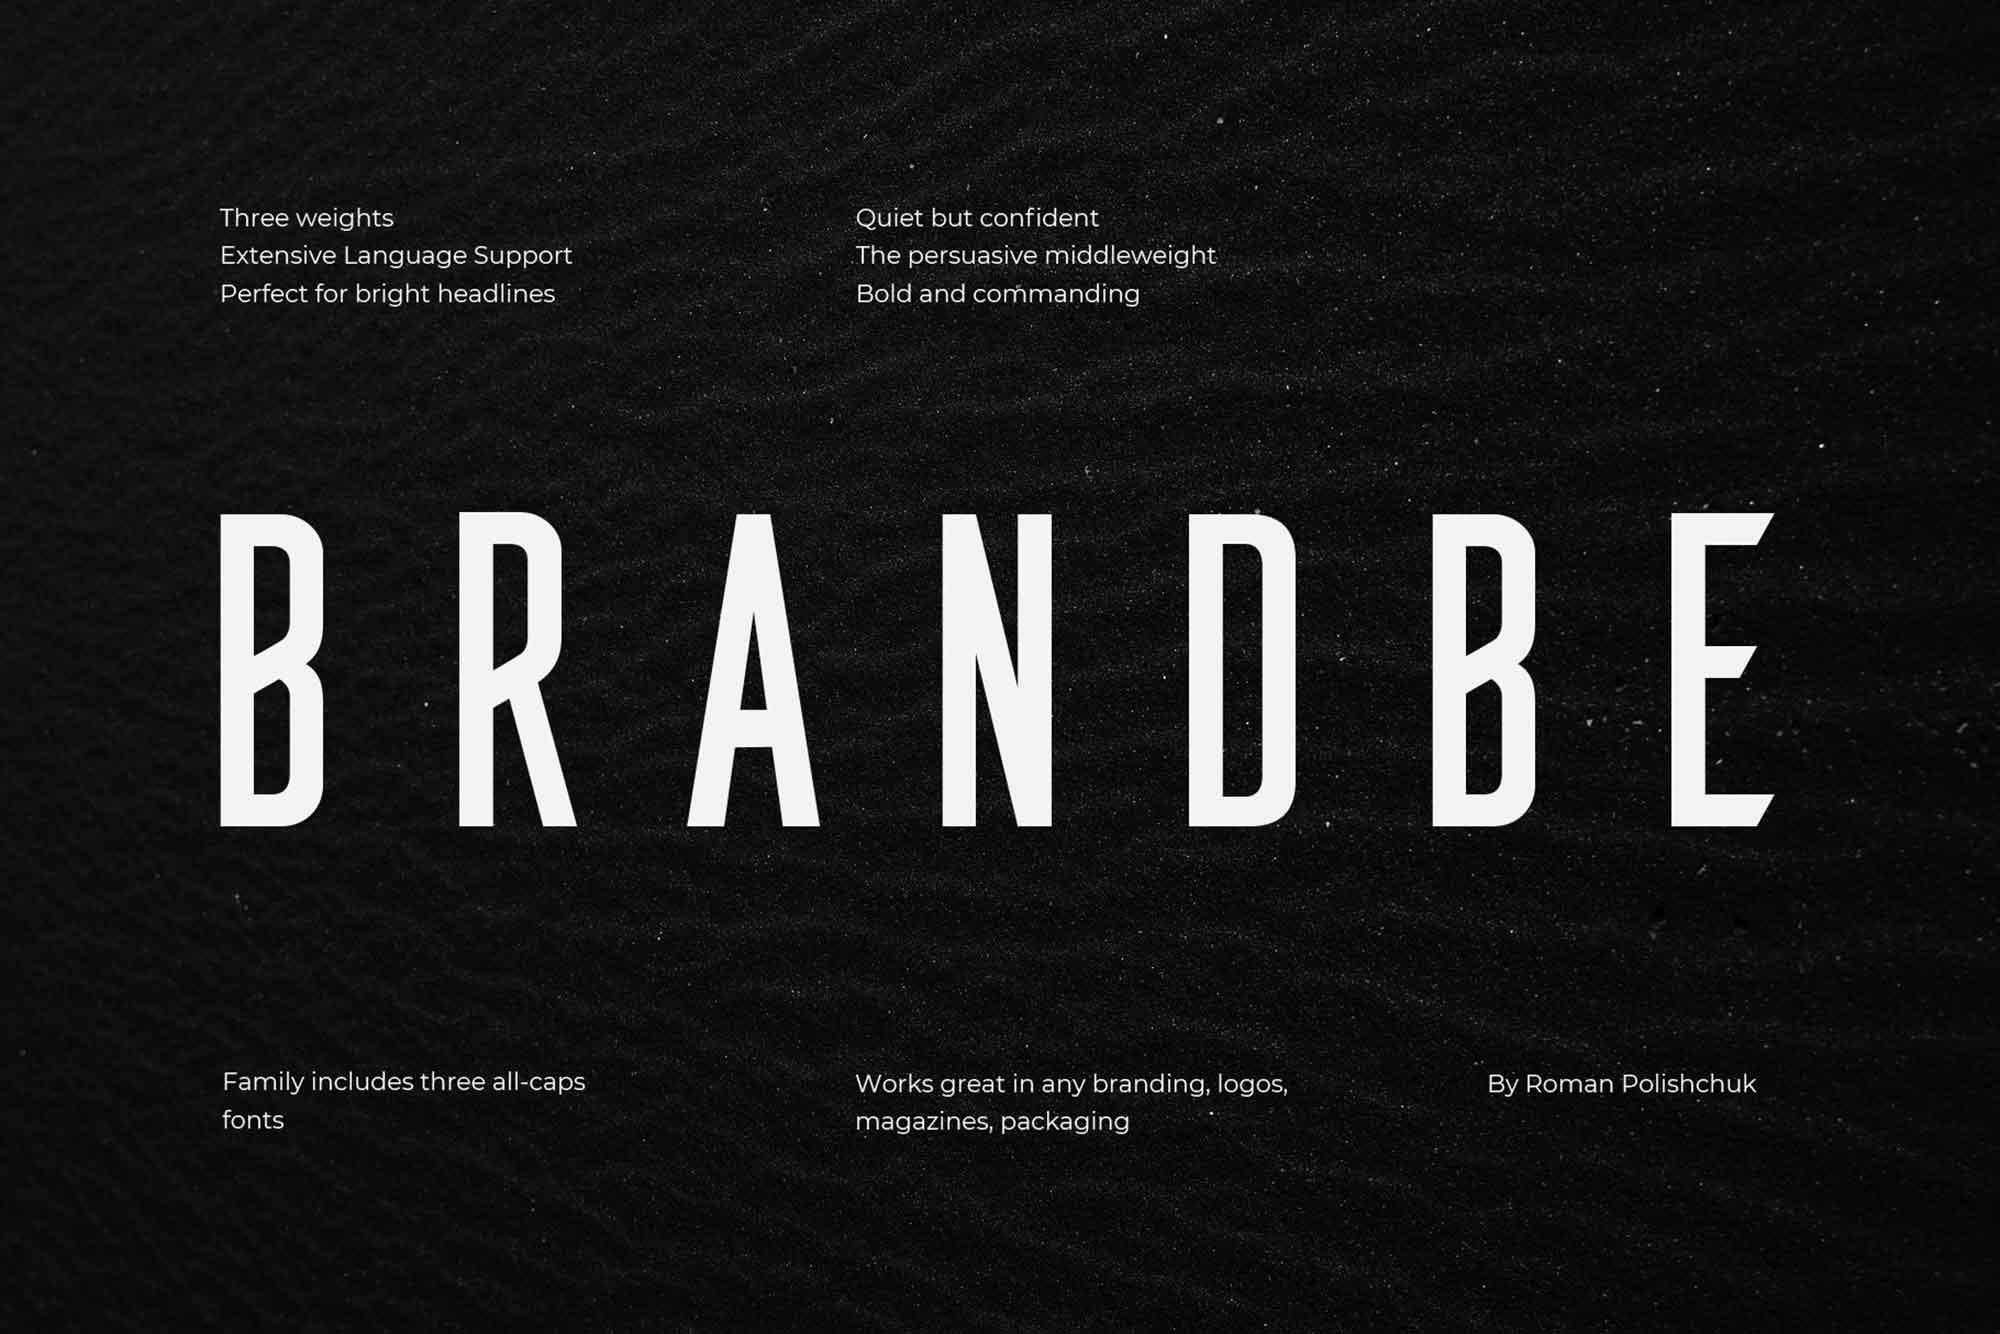 Three weights
Extensive Language Support
Perfect for bright headlines
Quiet but confident
The persuasive middleweight
Bold and commanding
BRANDBE
Family includes three all-caps
fonts
Works great in any branding, logos,
magazines, packaging
By Roman Polishchuk